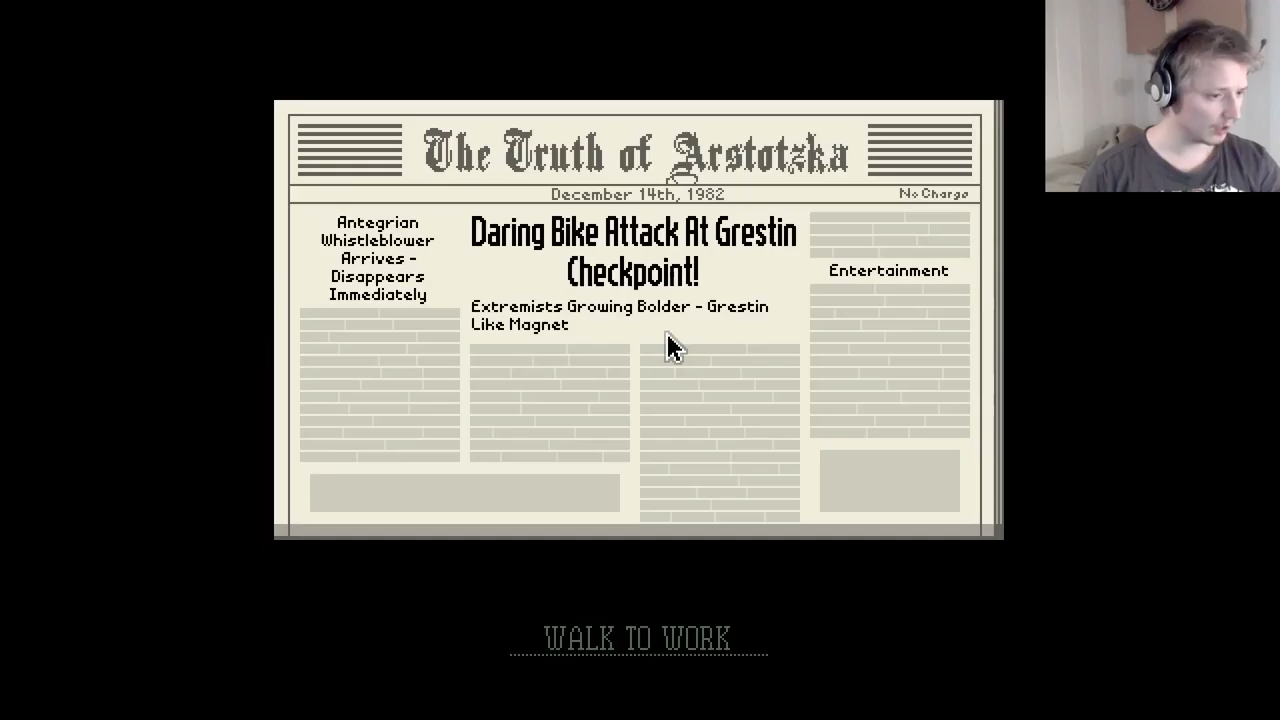 The Truth of Arstotzka
December 14th, 1982
No Charge
Antegrian
Whistleblower
Arrives -
Disappears
Immediately
Daring Bike Attack At Grestin
Checkpoint!
Extremists Growing Bolder - Grestin
Like Magnet
Entertainment
WALK TO WORK